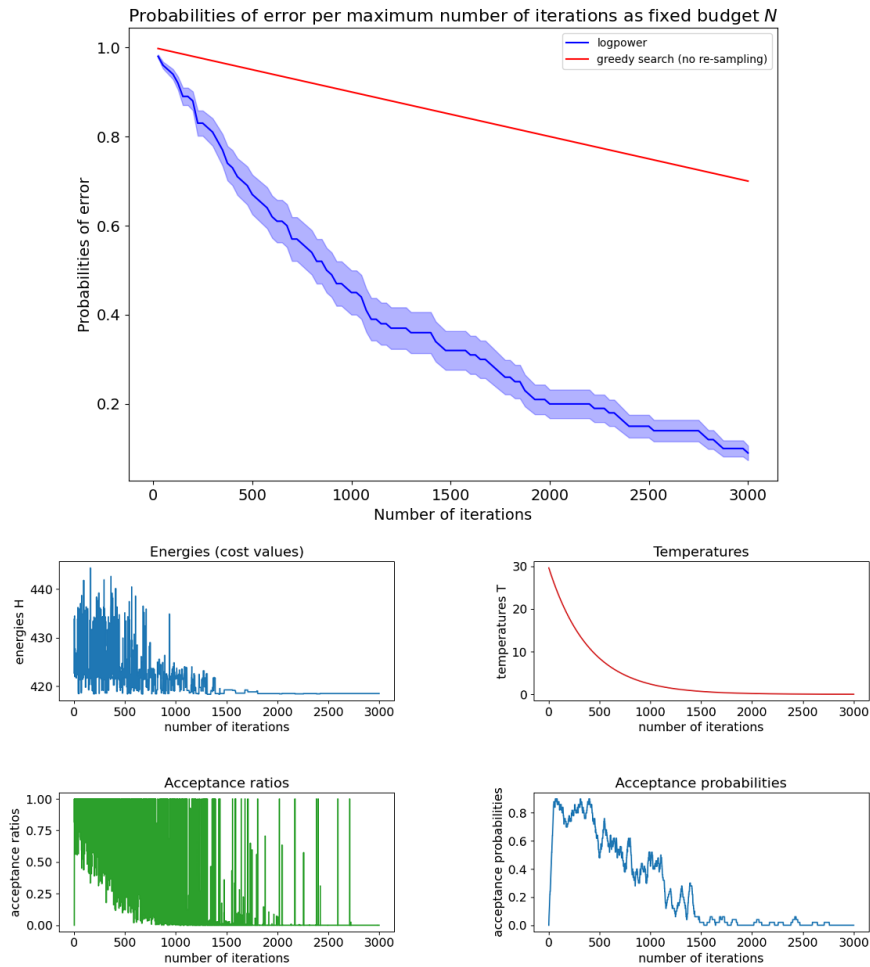 Probabilities of error per maximum number of iterations as fixed budget N
logpower
greedy search (no re-sampling)
1.0
0.8
0.6
0.4
0.2
Probabilities of error
0 500 1000 1500 2000 2500 3000
Number of iterations
Energies (cost values)
440
430
420
energies H
0 500 1000 1500 2000 2500 3000
number of iterations
Temperatures
30
20
10
0
temperatures T
0 500 1000 1500 2000 2500 3000
number of iterations
Acceptance ratios
1.00
0.75
0.50
0.25
0.00
acceptance ratios
0 500 1000 1500 2000 2500 3000
number of iterations
Acceptance probabilities
0.8
0.6
0.4
0.2
0.0
acceptance probabilities
0 500 1000 1500 2000 2500 3000
number of iterations